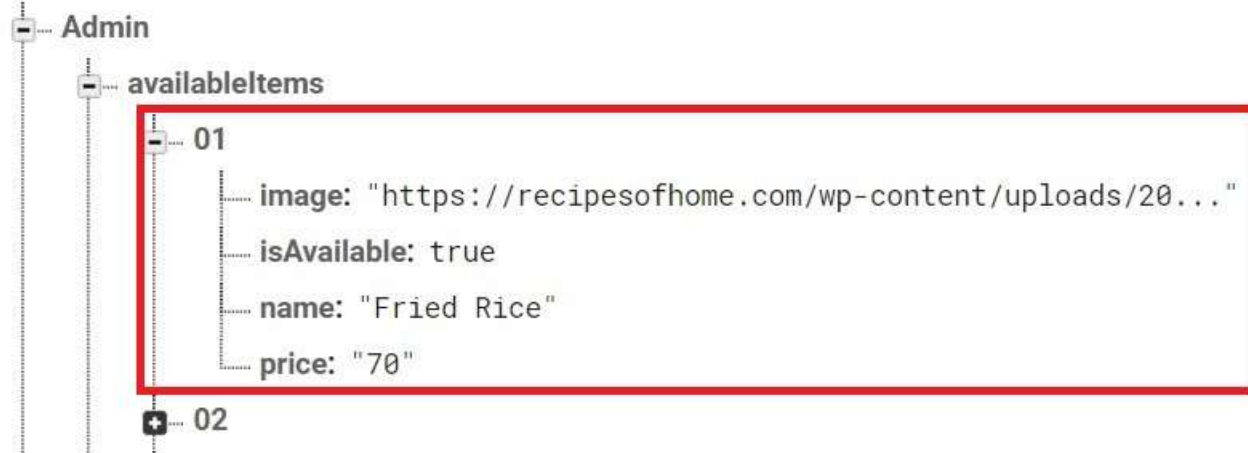 Admin
availableItems
01
image: "https://recipesofhome.com/wp-content/uploads/20..."
isAvailable: true
name: "Fried Rice"
price: "70"
02